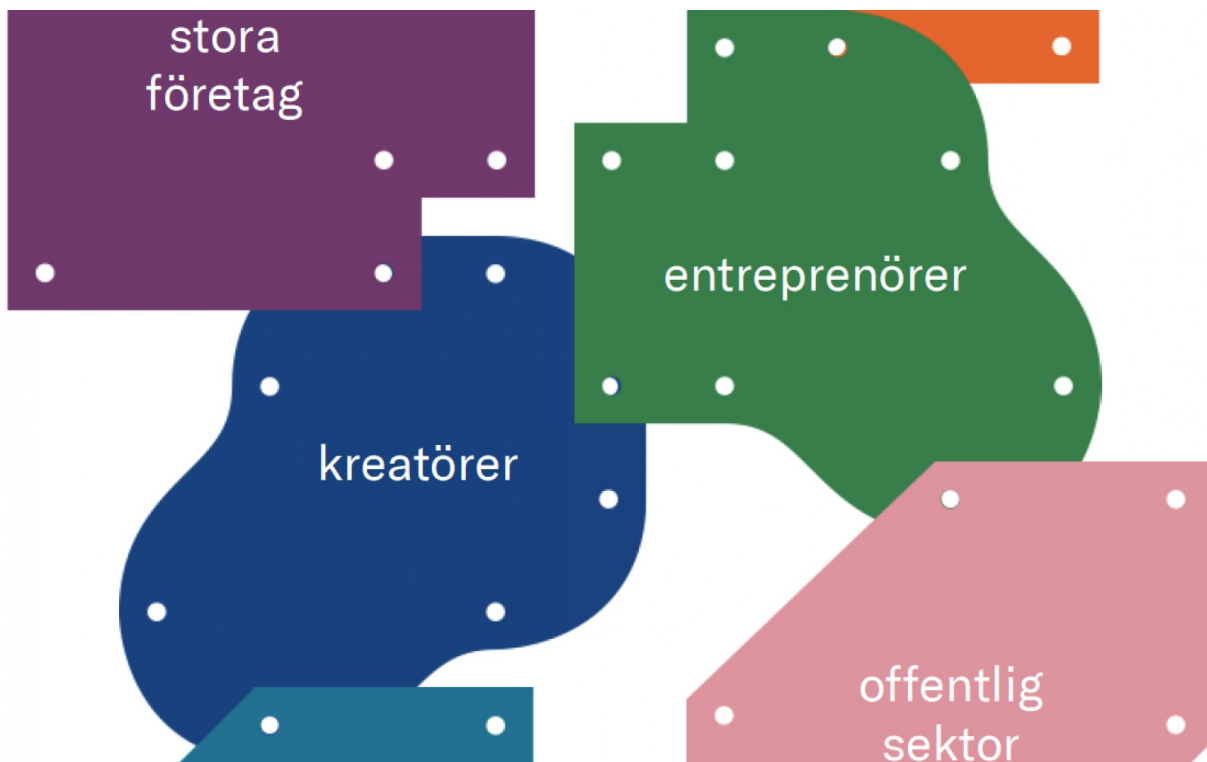 stora
företag
entreprenörer
kreatörer
offentlig
sektor